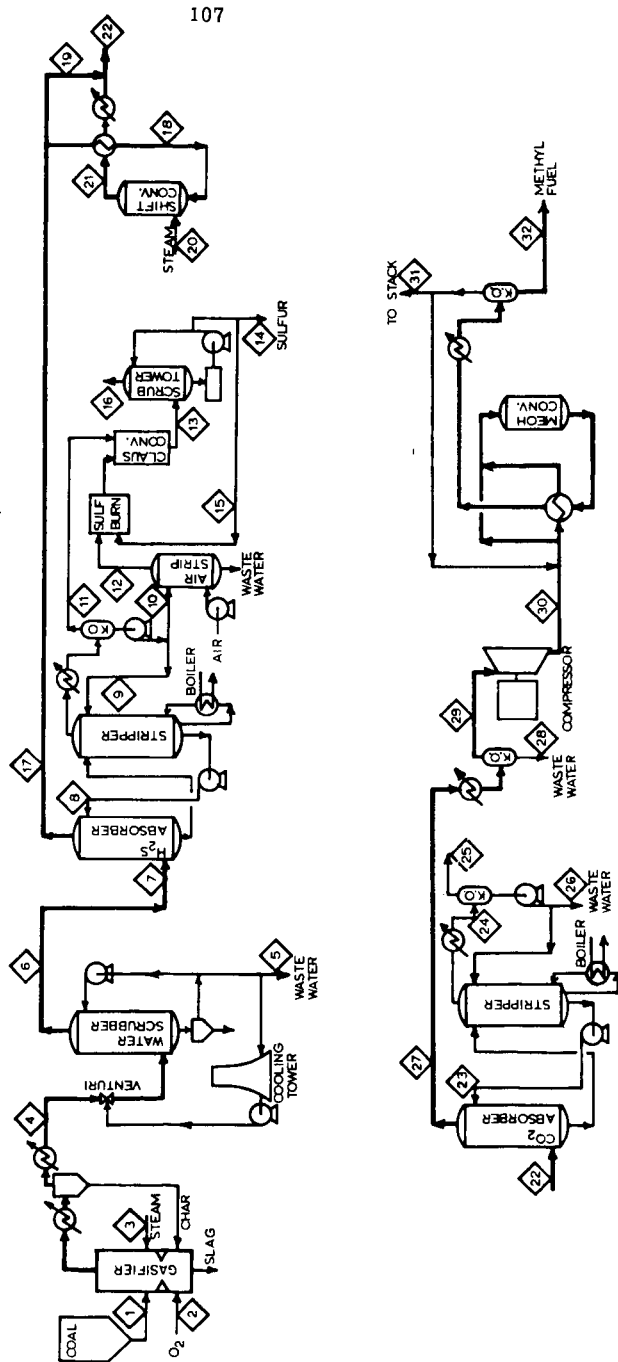 107
COAL
1
O₂
2
GASIFIER
3
STEAM
CHAR
SLAG
4
VENTURI
WATER
SCRUBBER
COOLING
TOWER
5
WASTE
WATER
6
7
H₂S
ABSORBER
8
17
STRIPPER
9
BOILER
K.O.
10
11
AIR
AIR
STRIP
WASTE
WATER
12
SULF
BURN
CLAUS
CONV.
13
SCRUB
TOWER
16
14
SULFUR
15
STEAM
20
SHIFT
CONV.
21
18
19
22
22
CO₂
ABSORBER
23
27
STRIPPER
24
K.O.
25
BOILER
26
WASTE
WATER
K.O.
28
WASTE
WATER
29
COMPRESSOR
30
MEOH
CONV.
K.O.
TO STACK
31
32
METHYL
FUEL